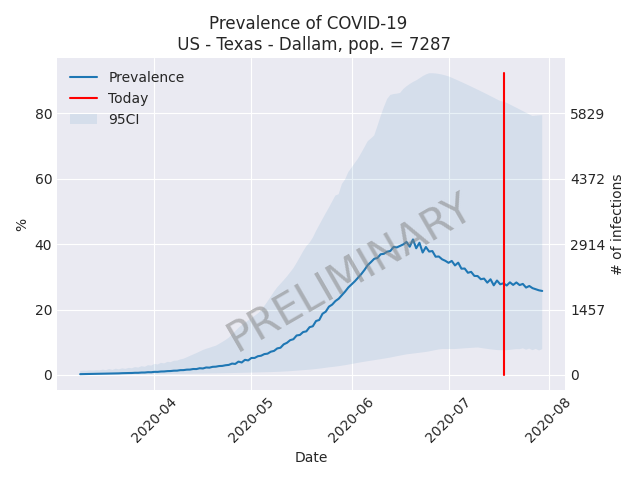 Prevalence of COVID-19
US - Texas - Dallam, pop. = 7287
Prevalence
Today
95CI
80
60
40
20
0
%
5829
4372
2914
1457
0
# of infections
PRELIMINARY
2020-04
2020-05
2020-06
2020-07
2020-08
Date